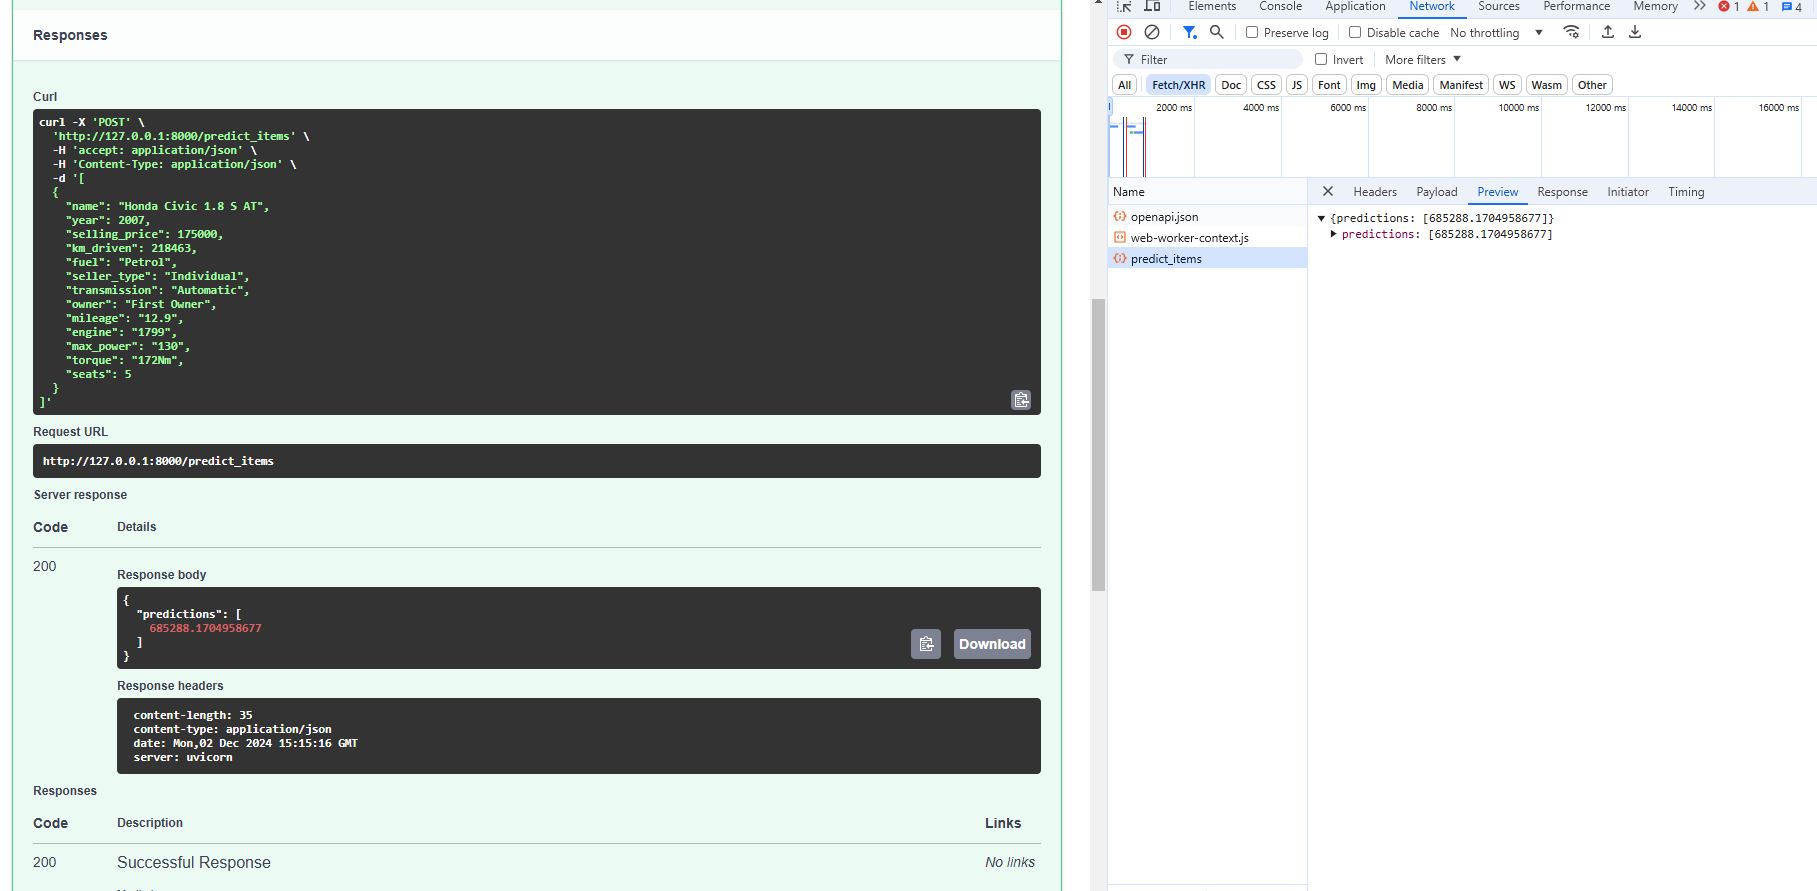 Responses
Curl
curl -X 'POST' \
'http://127.0.0.1:8000/predict_items' \
-H 'accept: application/json' \
-H 'Content-Type: application/json' \
-d '[
{
"name": "Honda Civic 1.8 S AT",
"year": 2007,
"selling_price": 175000,
"km_driven": 218463,
"fuel": "Petrol",
"seller_type": "Individual",
"transmission": "Automatic",
"owner": "First Owner",
"mileage": "12.9",
"engine": "1799",
"max_power": "130",
"torque": "172Nm",
"seats": 5
}
]'
Request URL
http://127.0.0.1:8000/predict_items
Server response
Code Details
200
Response body
{
"predictions": [
685288.1704958677
]
}
Download
Response headers
content-length: 35
content-type: application/json
date: Mon,02 Dec 2024 15:15:16 GMT
server: uvicorn
Responses
Code Description Links
200 Successful Response No links
Elements Console Application Network Sources Performance Memory 1 1 4
Preserve log Disable cache No throttling
Filter Invert More filters
All Fetch/XHR Doc CSS JS Font Img Media Manifest WS Wasm Other
2000 ms 4000 ms 6000 ms 8000 ms 10000 ms 12000 ms 14000 ms 16000 ms
Name Headers Payload Preview Response Initiator Timing
openapi.json
web-worker-context.js
predict_items
{predictions: [685288.1704958677]}
predictions: [685288.1704958677]